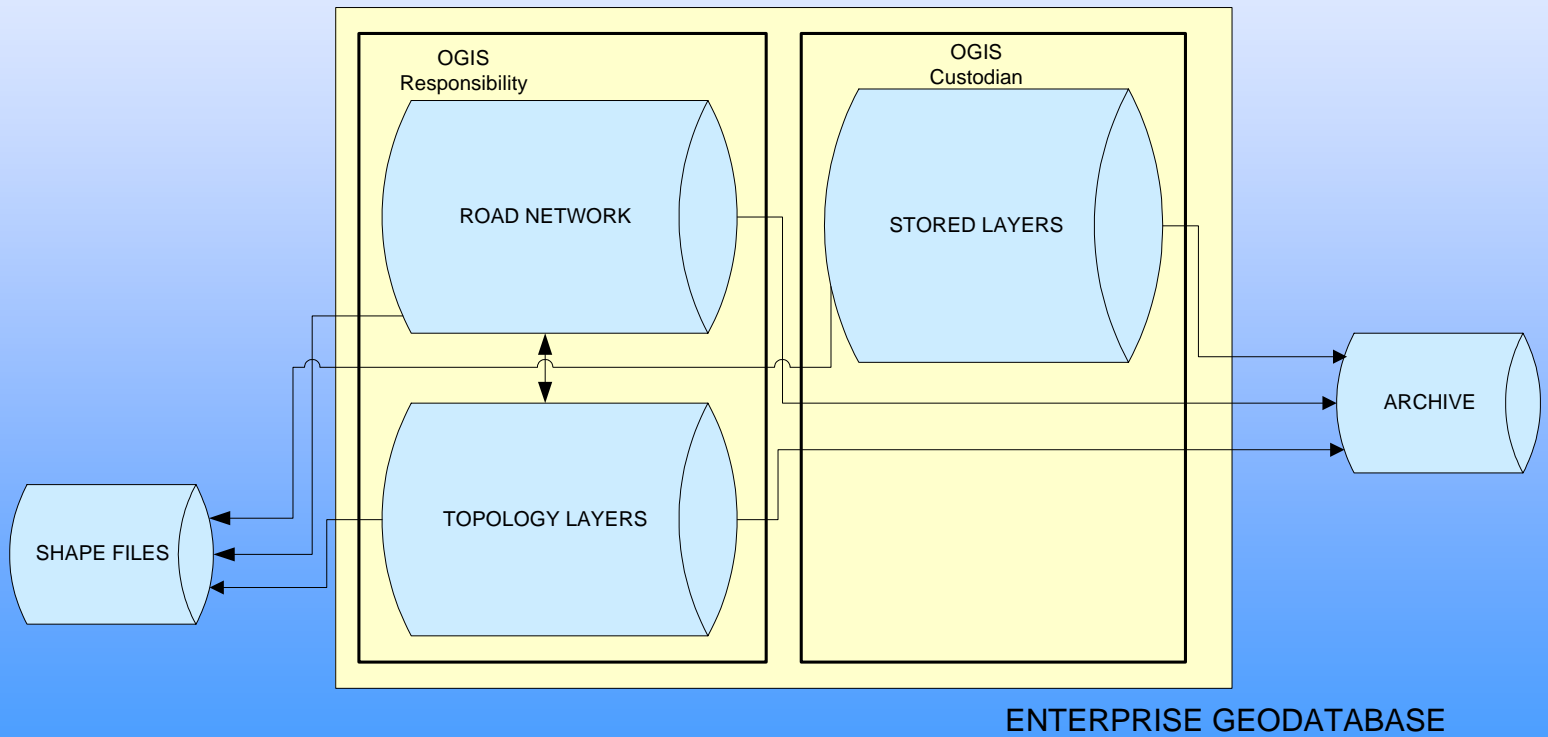 OGIS
Responsibility
OGIS
Custodian
ROAD NETWORK
STORED LAYERS
ARCHIVE
TOPOLOGY LAYERS
SHAPE FILES
ENTERPRISE GEODATABASE